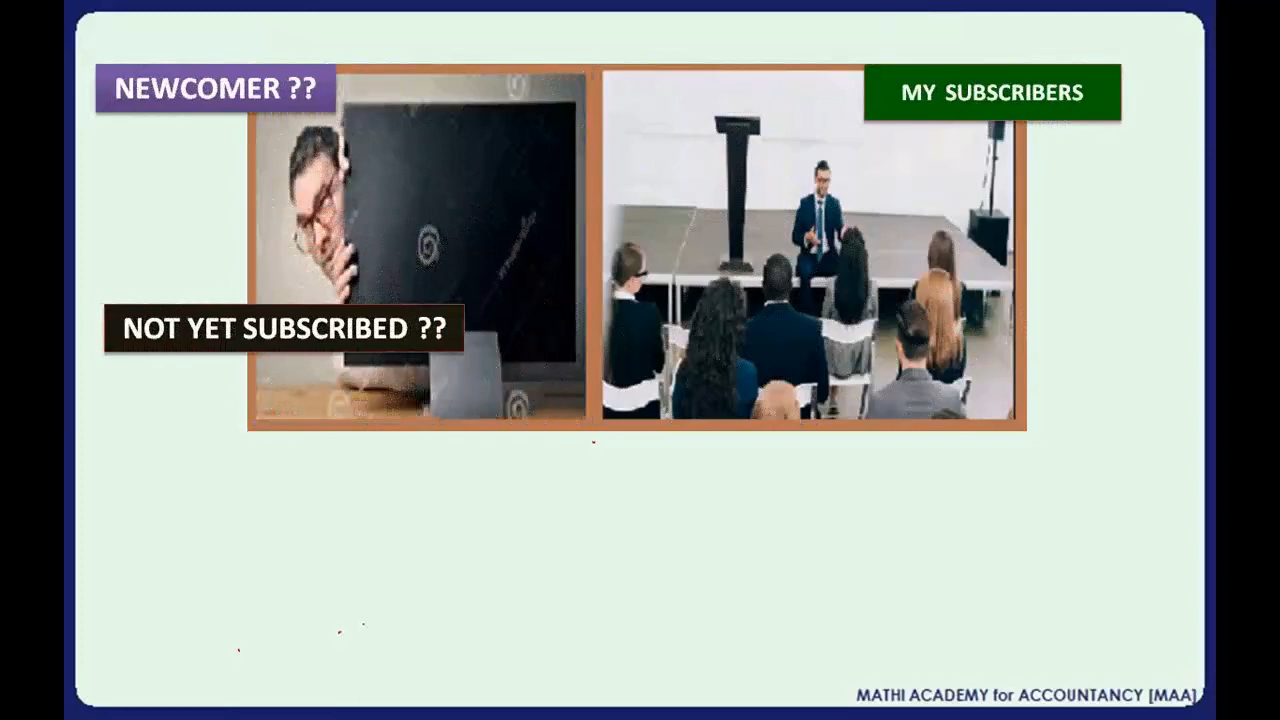 NEWCOMER ??
MY SUBSCRIBERS
NOT YET SUBSCRIBED ??
MATHI ACADEMY for ACCOUNTANCY [MAA]